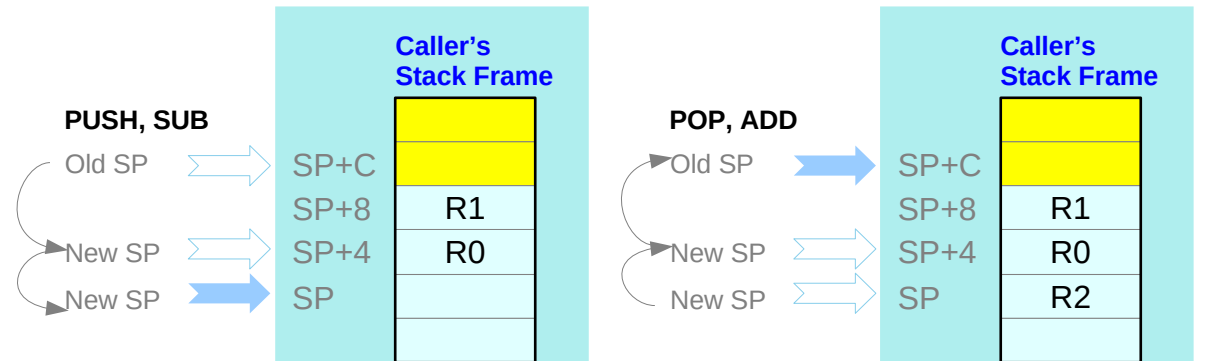 Caller's
Stack Frame
PUSH, SUB
Old SP
SP+C
SP+8
R1
New SP
SP+4
R0
New SP
SP
Caller's
Stack Frame
POP, ADD
Old SP
SP+C
SP+8
R1
New SP
SP+4
R0
New SP
SP
R2